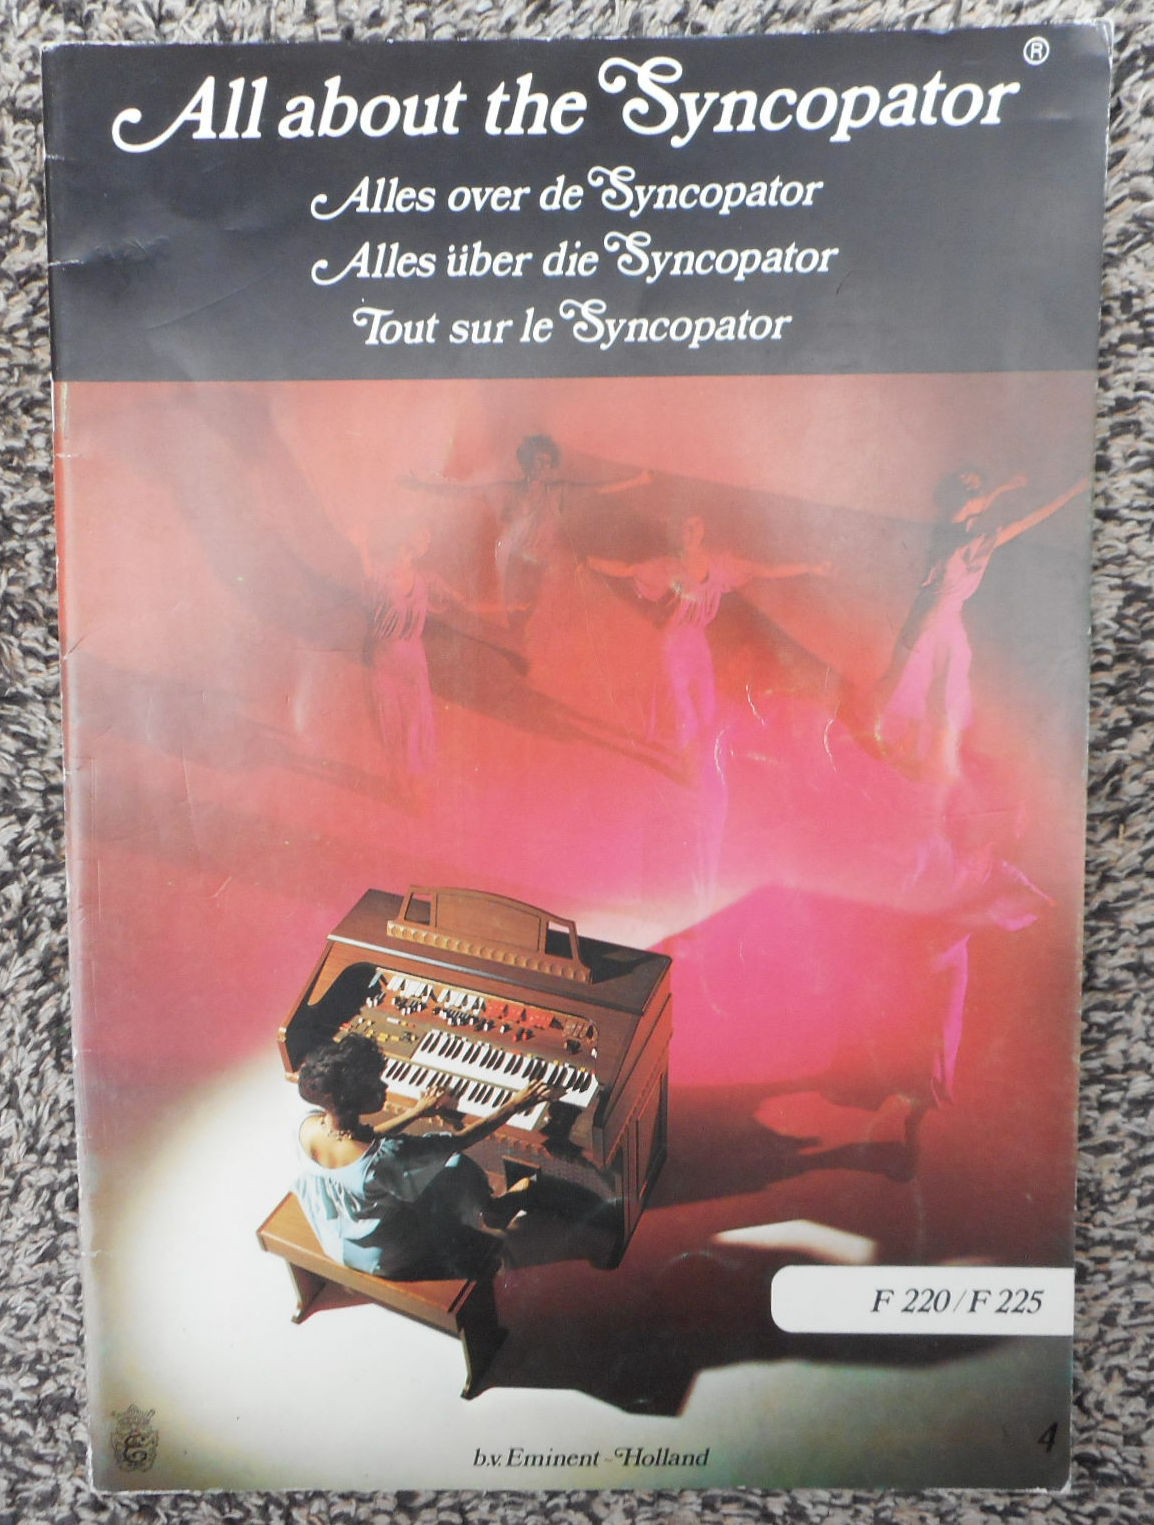 All about the Syncopator®
Alles over de Syncopator
Alles über die Syncopator
Tout sur le Syncopator
F 220/F 225
b.v. Eminent-Holland
4